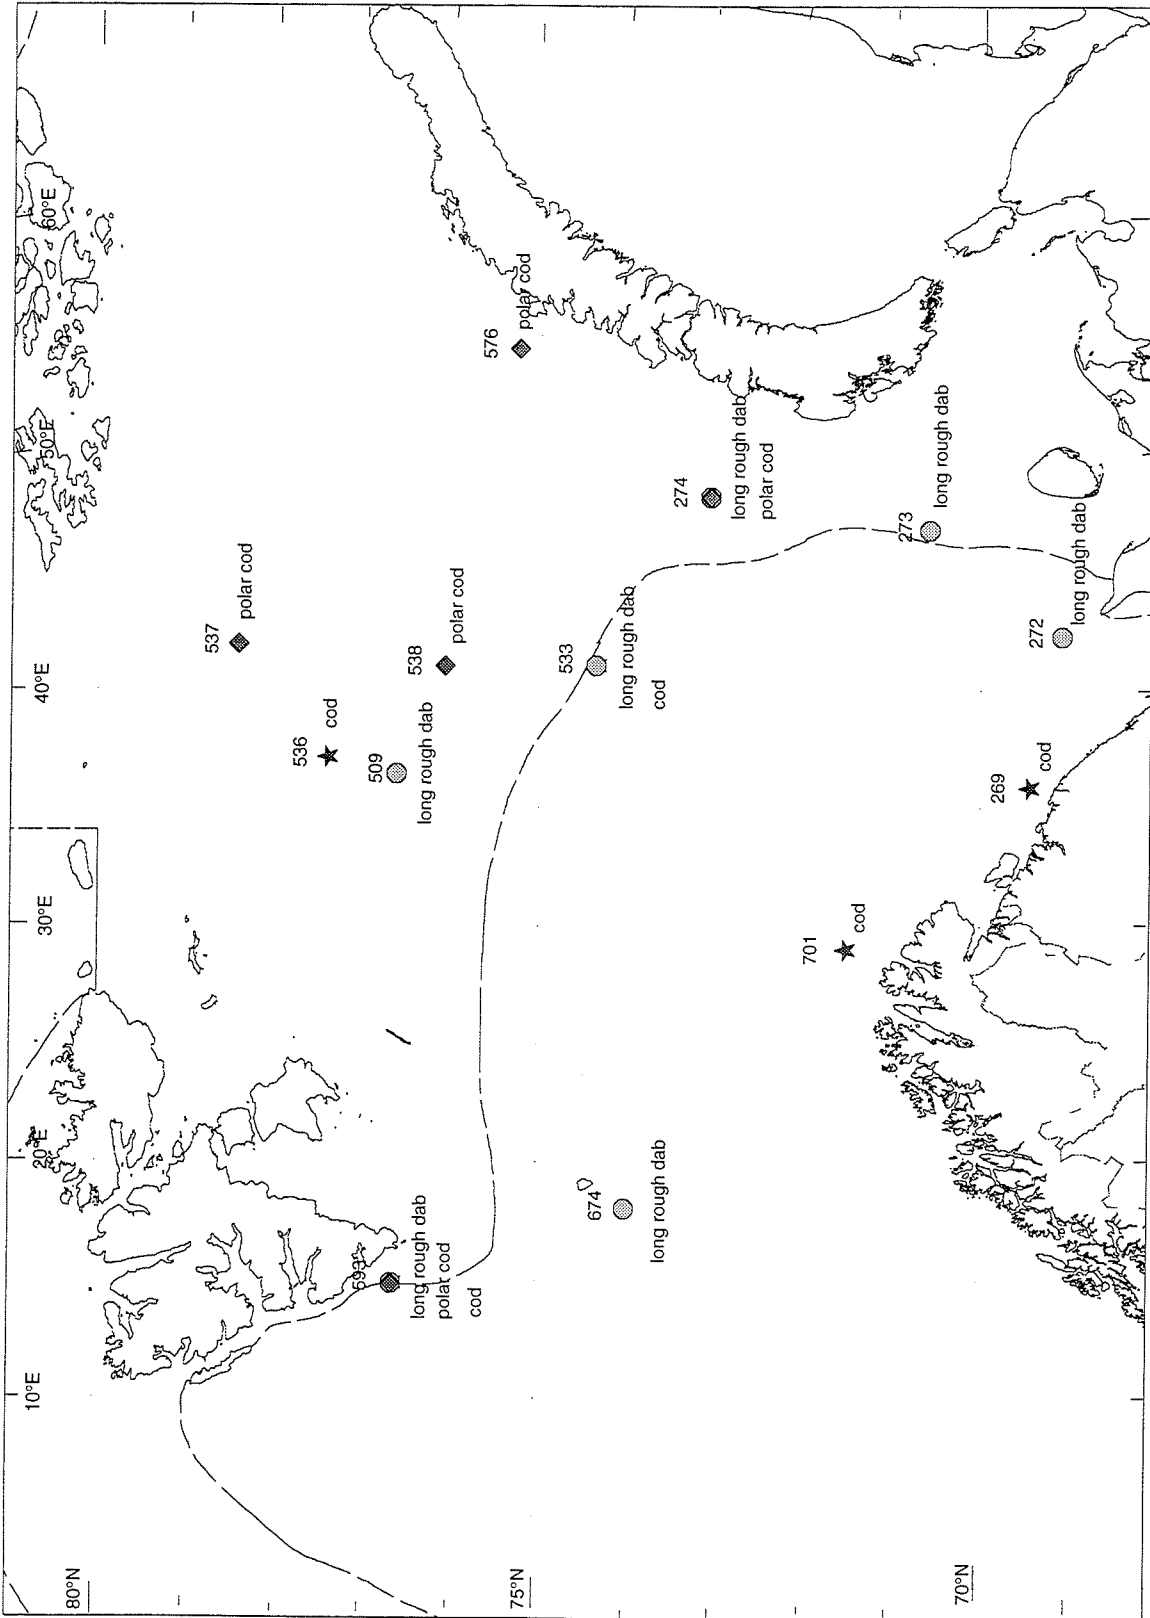 10°E
20°E
30°E
40°E
50°E
60°E
80°N
537
polar cod
536
cod
long rough dab
polar cod
cod
509
long rough dab
538
polar cod
576
polar cod
75°N
533
long rough dab
cod
674
long rough dab
274
long rough dab
polar cod
701
cod
273
long rough dab
70°N
269
cod
272
long rough dab